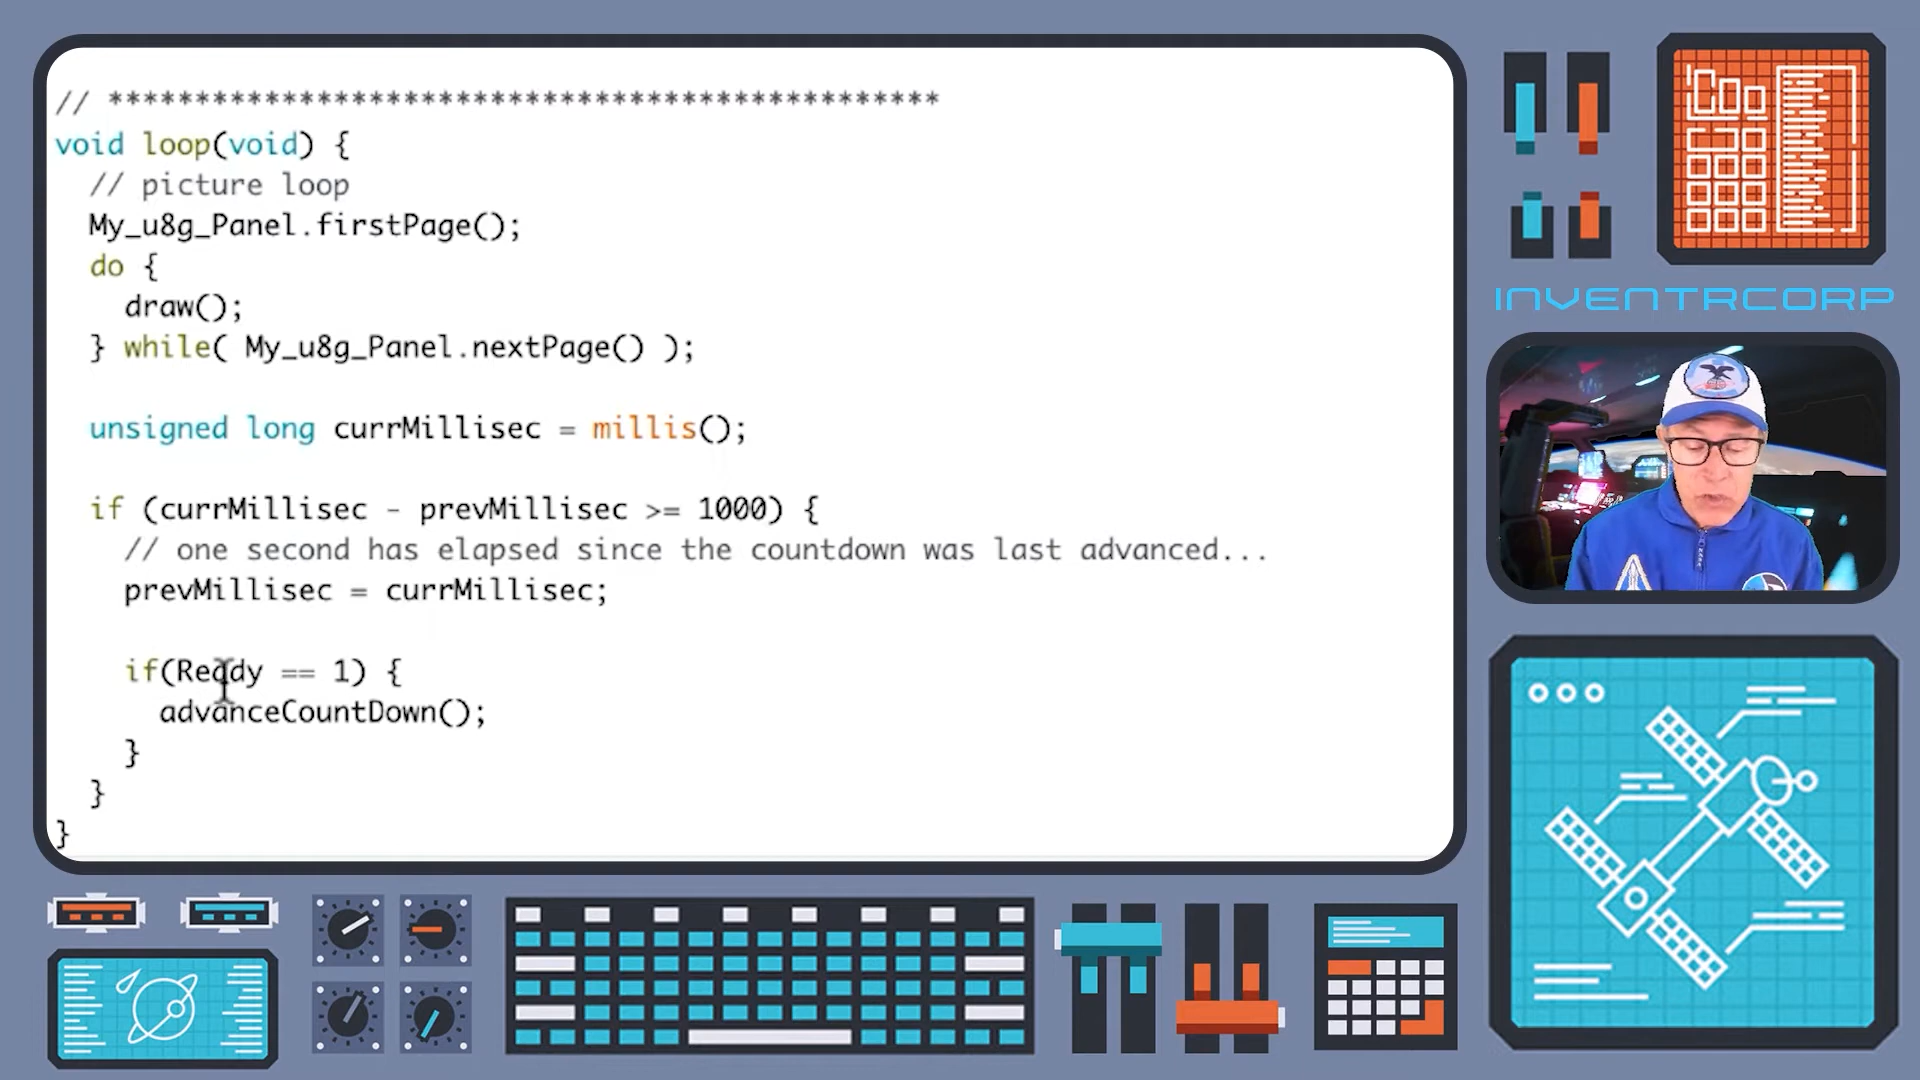 // ************************************************
void loop(void) {
// picture loop
My_u8g_Panel.firstPage();
do {
draw();
} while( My_u8g_Panel.nextPage() );
unsigned long currMillisec = millis();
if (currMillisec - prevMillisec >= 1000) {
// one second has elapsed since the countdown was last advanced...
prevMillisec = currMillisec;
if(Ready == 1) {
advanceCountDown();
}
}
}
INVENTRCORP